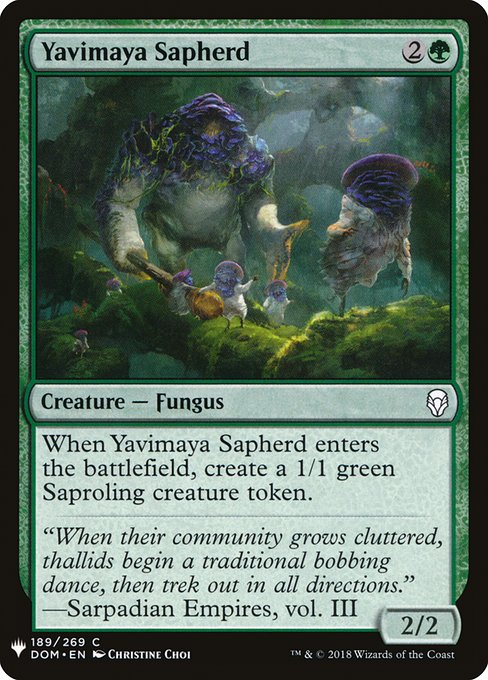 Yavimaya Sapherd 2
Creature — Fungus
When Yavimaya Sapherd enters
the battlefield, create a 1/1 green
Saproling creature token.
“When their community grows cluttered,
thallids begin a traditional bobbing
dance, then trek out in all directions.”
—Sarpadian Empires, vol. III
2/2
189/269 C
DOM • EN Christine Choi
™ & © 2018 Wizards of the Coast